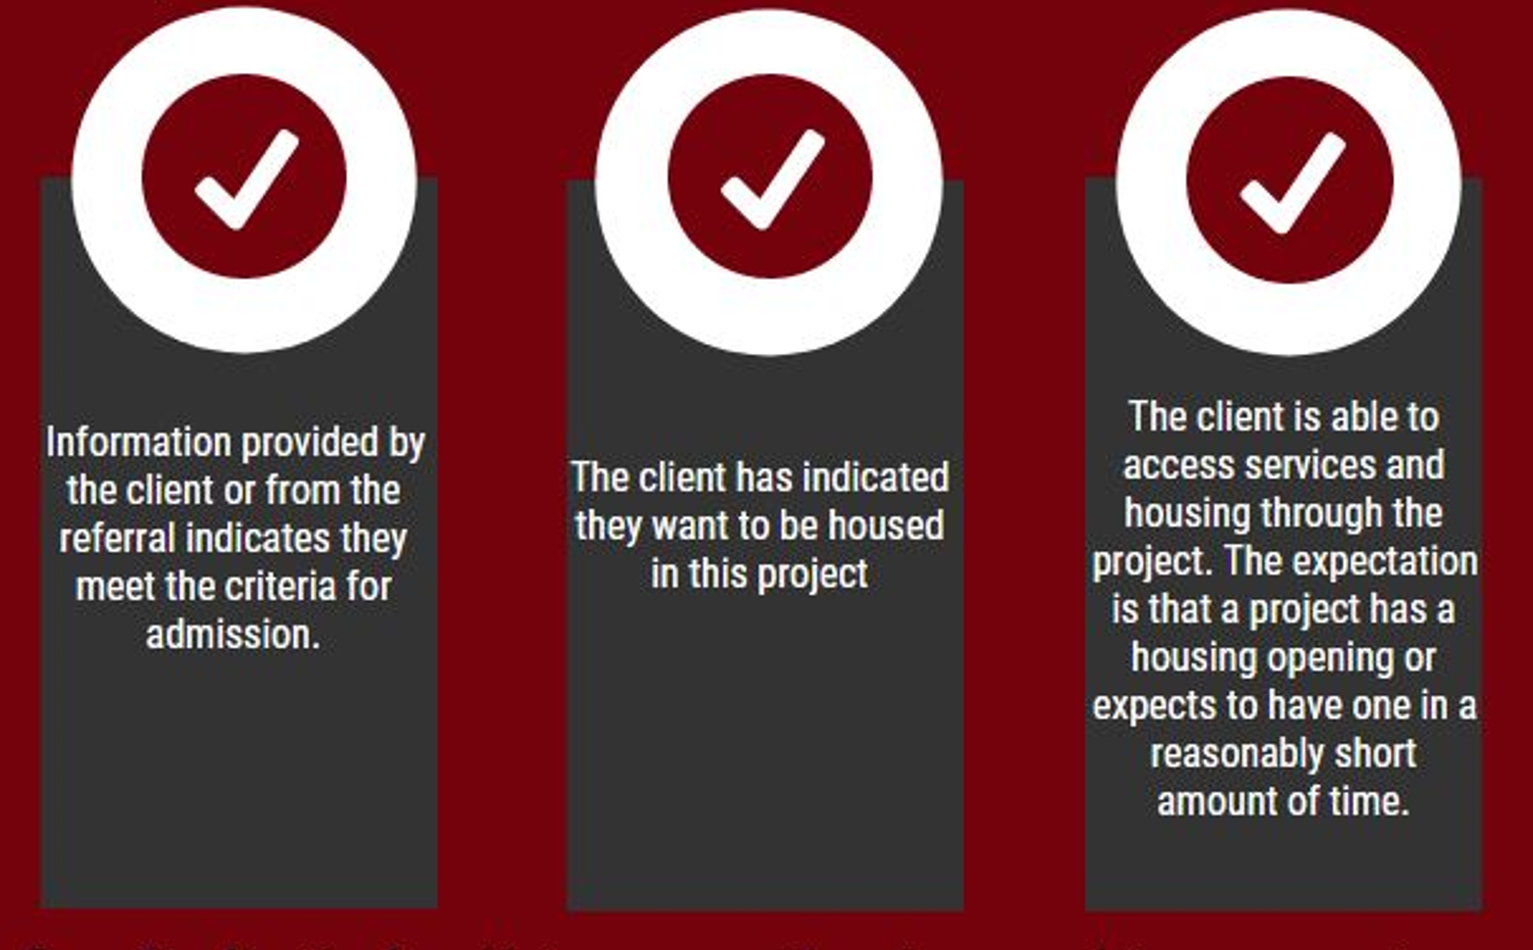 Information provided by
the client or from the
referral indicates they
meet the criteria for
admission.
The client has indicated
they want to be housed
in this project
The client is able to
access services and
housing through the
project. The expectation
is that a project has a
housing opening or
expects to have one in a
reasonably short
amount of time.